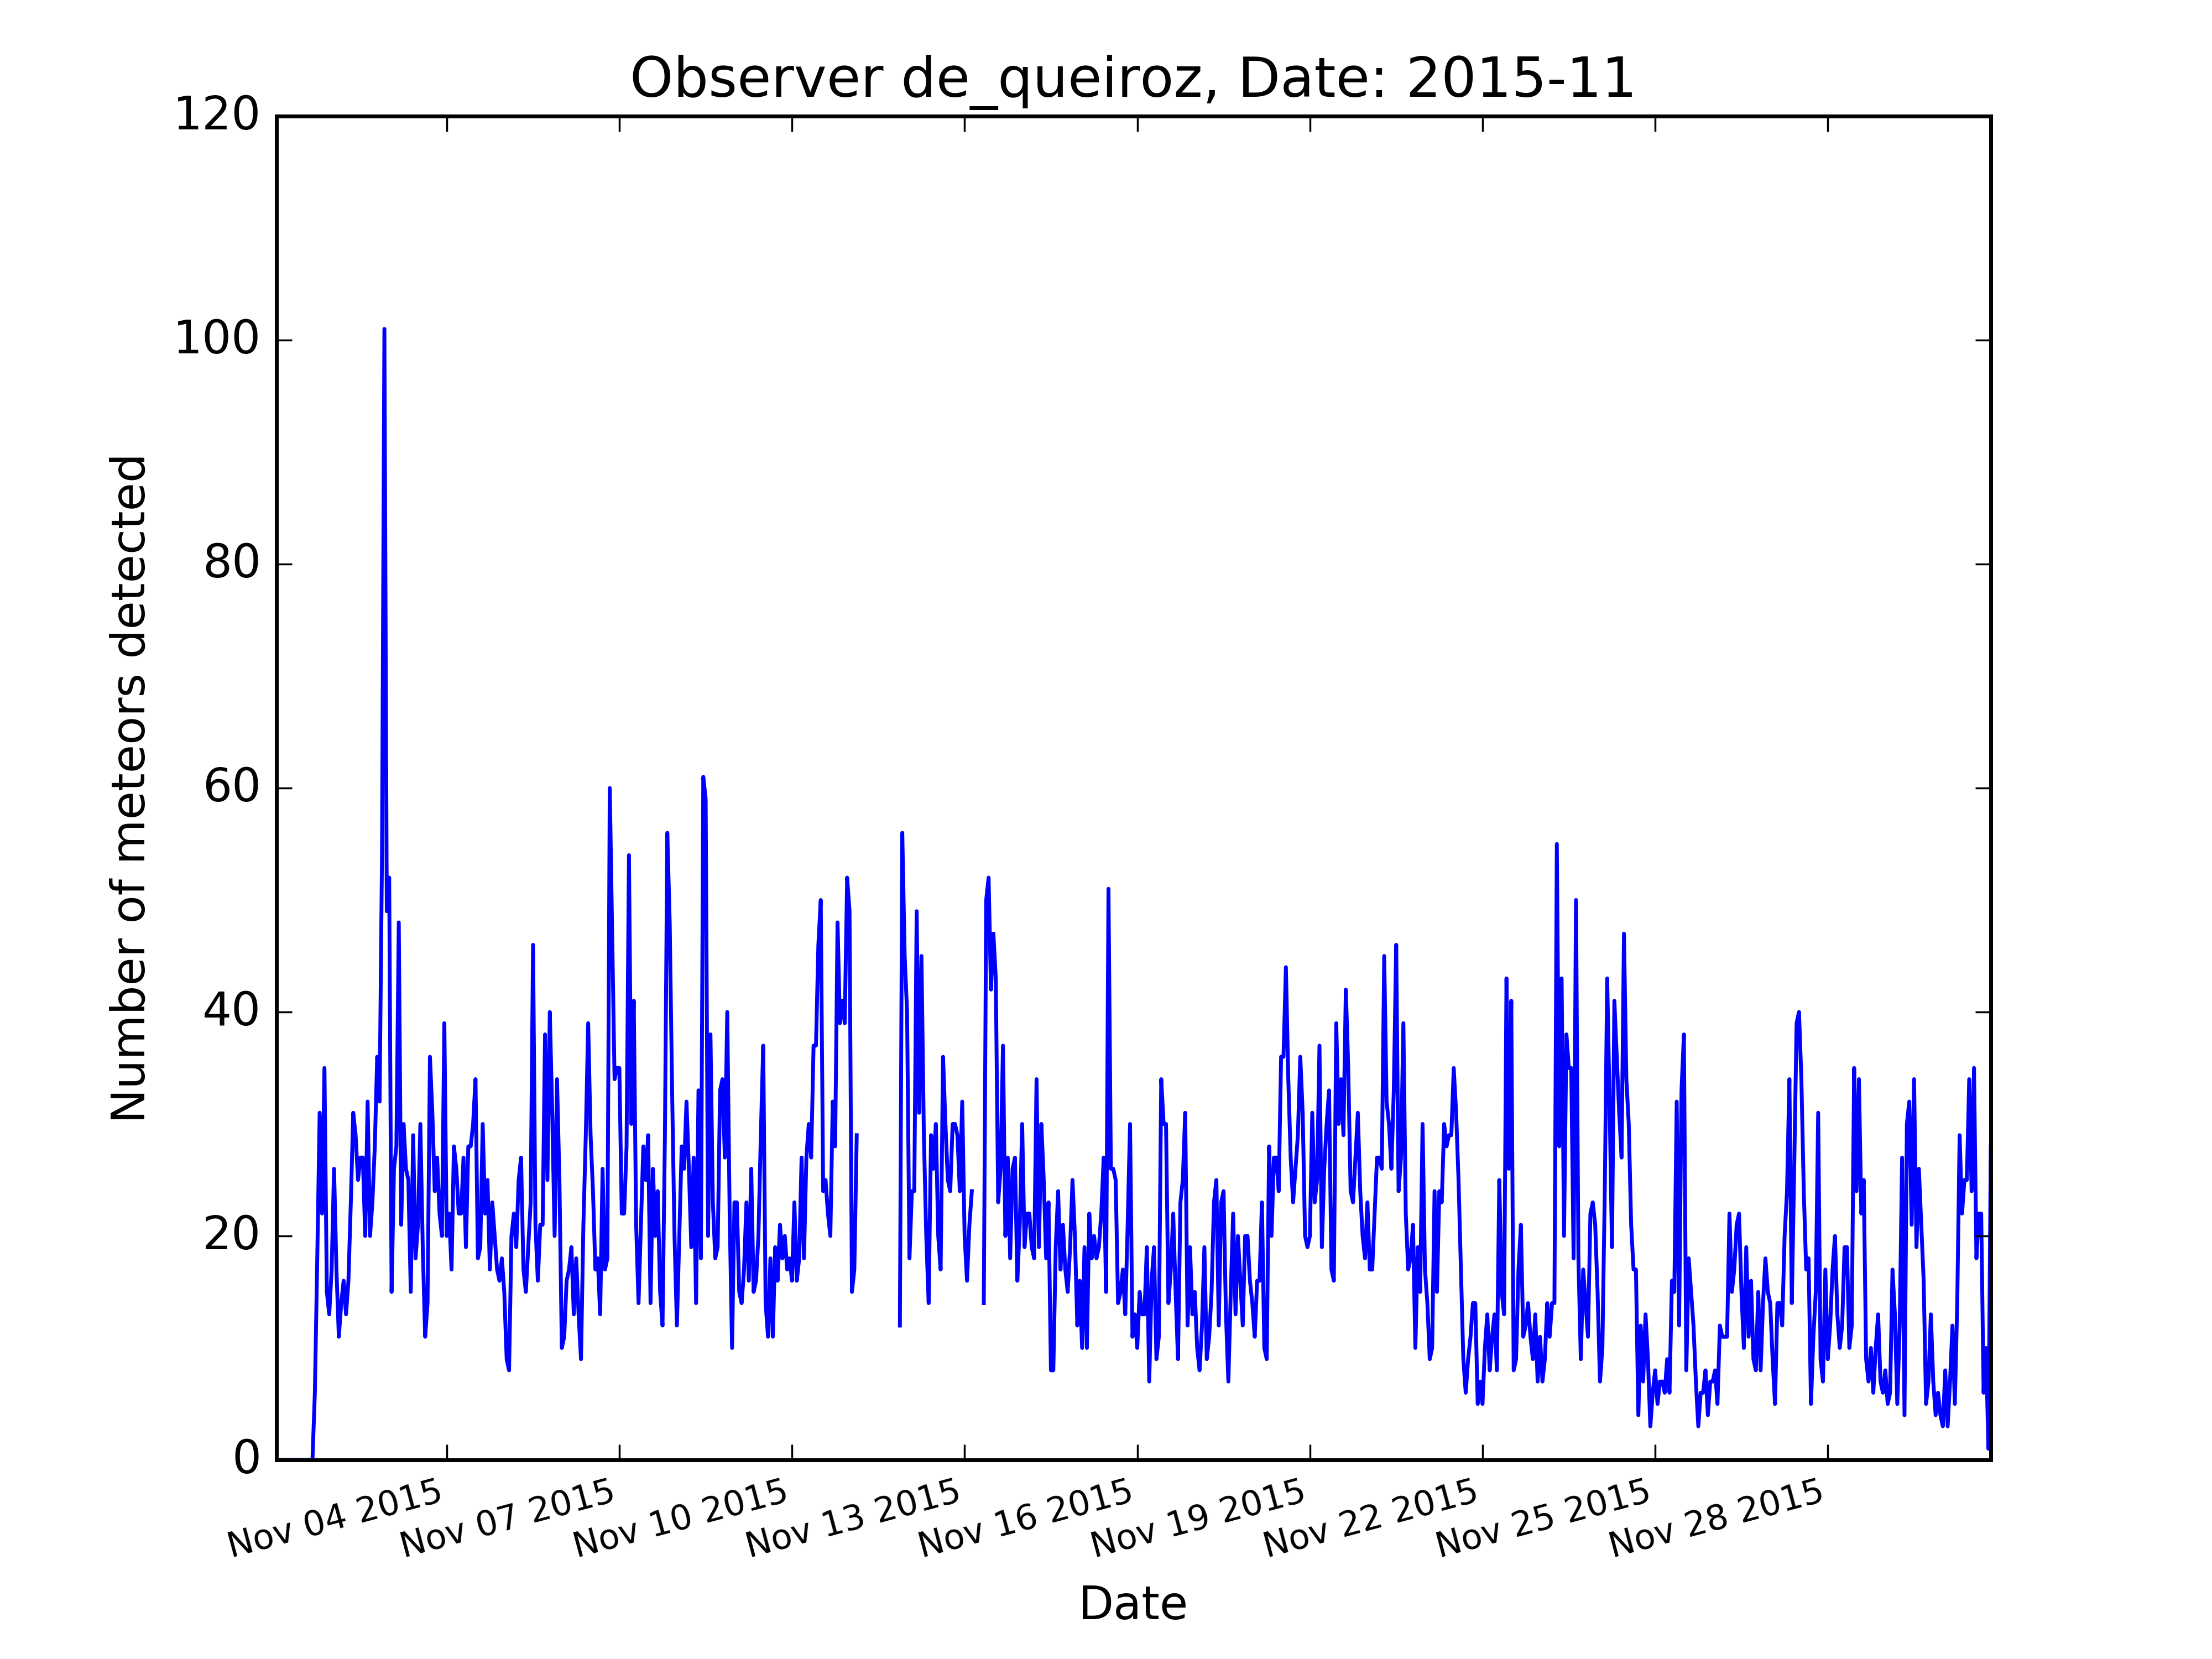 Observer de_queiroz, Date: 2015-11
120
100
80
60
40
20
0
Number of meteors detected
Nov 04 2015
Nov 07 2015
Nov 10 2015
Nov 13 2015
Nov 16 2015
Nov 19 2015
Nov 22 2015
Nov 25 2015
Nov 28 2015
Date